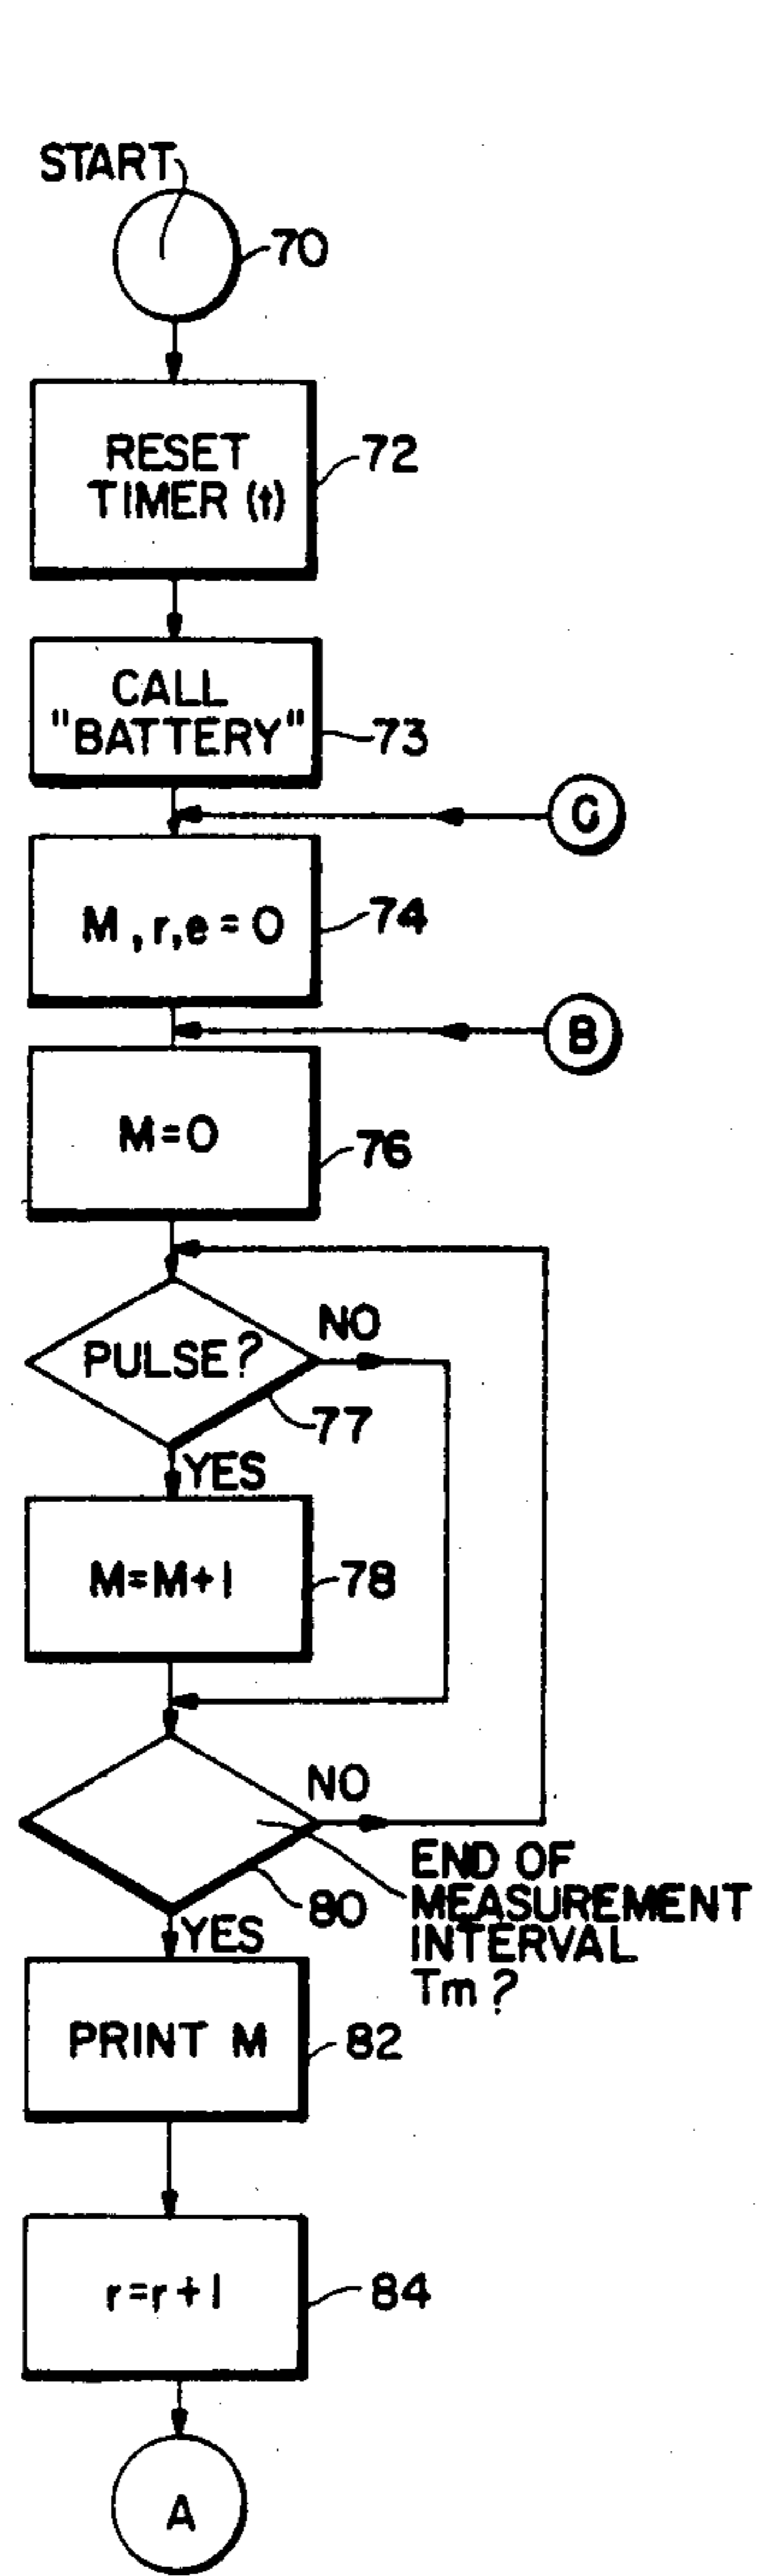 START
70
RESET
TIMER (t)
72
CALL
"BATTERY"
73
C
M, r, e = 0
74
B
M=0
76
PULSE?
NO
77
YES
M=M+1
78
NO
80
END OF
MEASUREMENT
INTERVAL
Tm?
YES
PRINT M
82
r=r+1
84
A